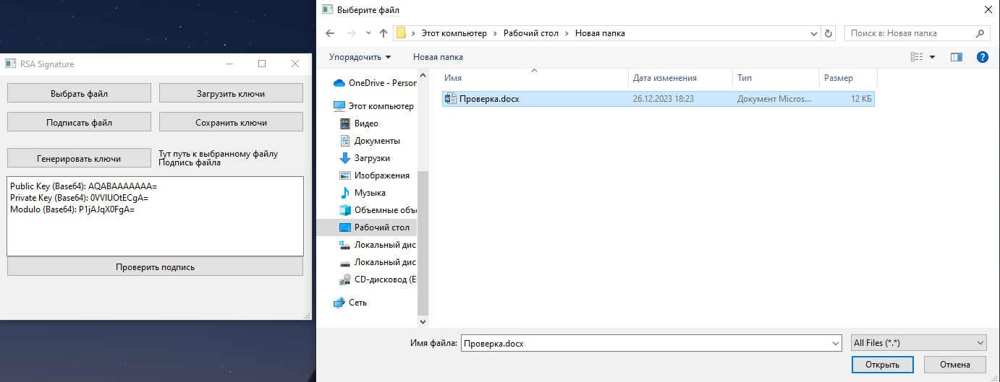 RSA Signature
Выбрать файл
Загрузить ключи
Подписать файл
Сохранить ключи
Генерировать ключи
Тут путь к выбранному файлу
Подпись файла
Public Key (Base64): AQABAAAAAAA=
Private Key (Base64): 0VVIUOtECgA=
Modulo (Base64): P1jAJqX0FgA=
Проверить подпись
Выберите файл
Этот компьютер
Рабочий стол
Новая папка
Поиск в: Новая папка
Упорядочить
Новая папка
Имя
Дата изменения
Тип
Размер
OneDrive - Person
Этот компьютер
Видео
Документы
Загрузки
Изображения
Музыка
Объемные объе
Рабочий стол
Локальный дис
Локальный дис
CD-дисковод (E:
Сеть
Проверка.docx
26.12.2023 18:23
Документ Micros...
12 КБ
Имя файла:
Проверка.docx
All Files (*.*)
Открыть
Отмена